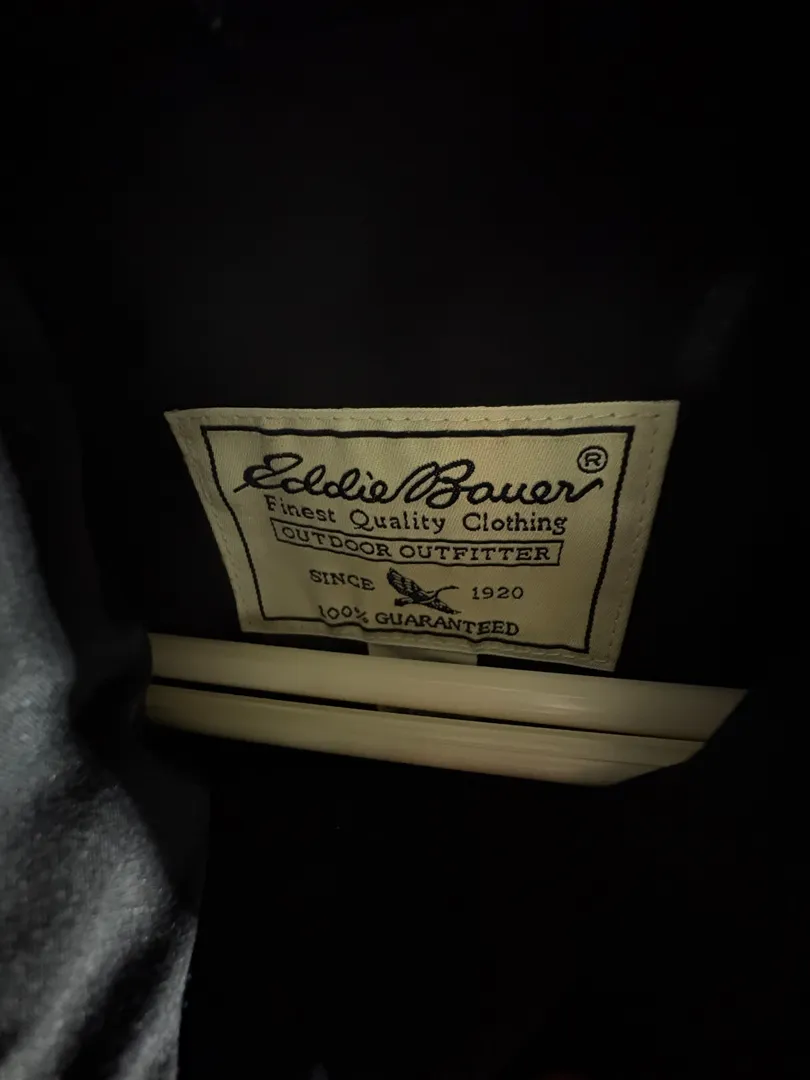 Eddie Bauer ®
Finest Quality Clothing
OUTDOOR OUTFITTER
SINCE 1920
100% GUARANTEED